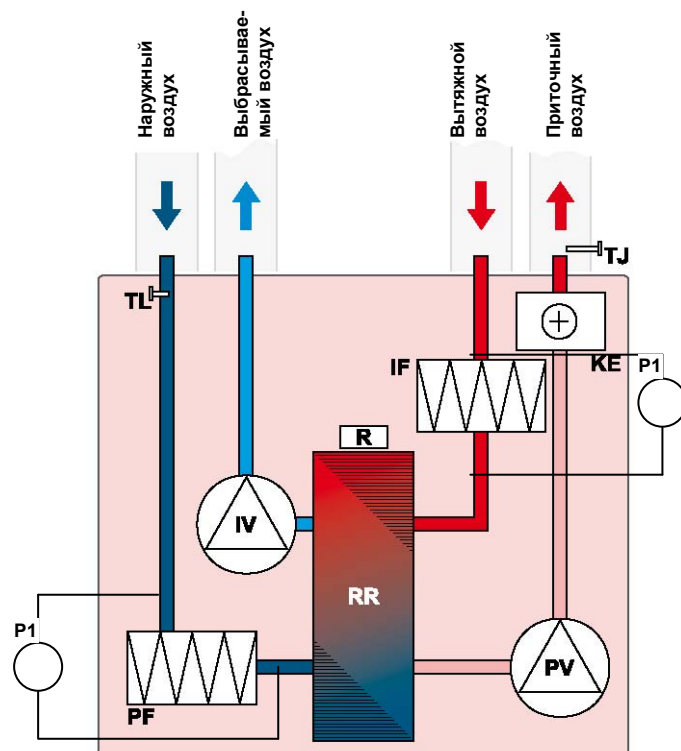 Наружный
воздух
Выбрасывае-
мый воздух
Вытяжной
воздух
Приточный
воздух
TJ
TL
KE
P1
IF
R
IV
RR
P1
PV
PF